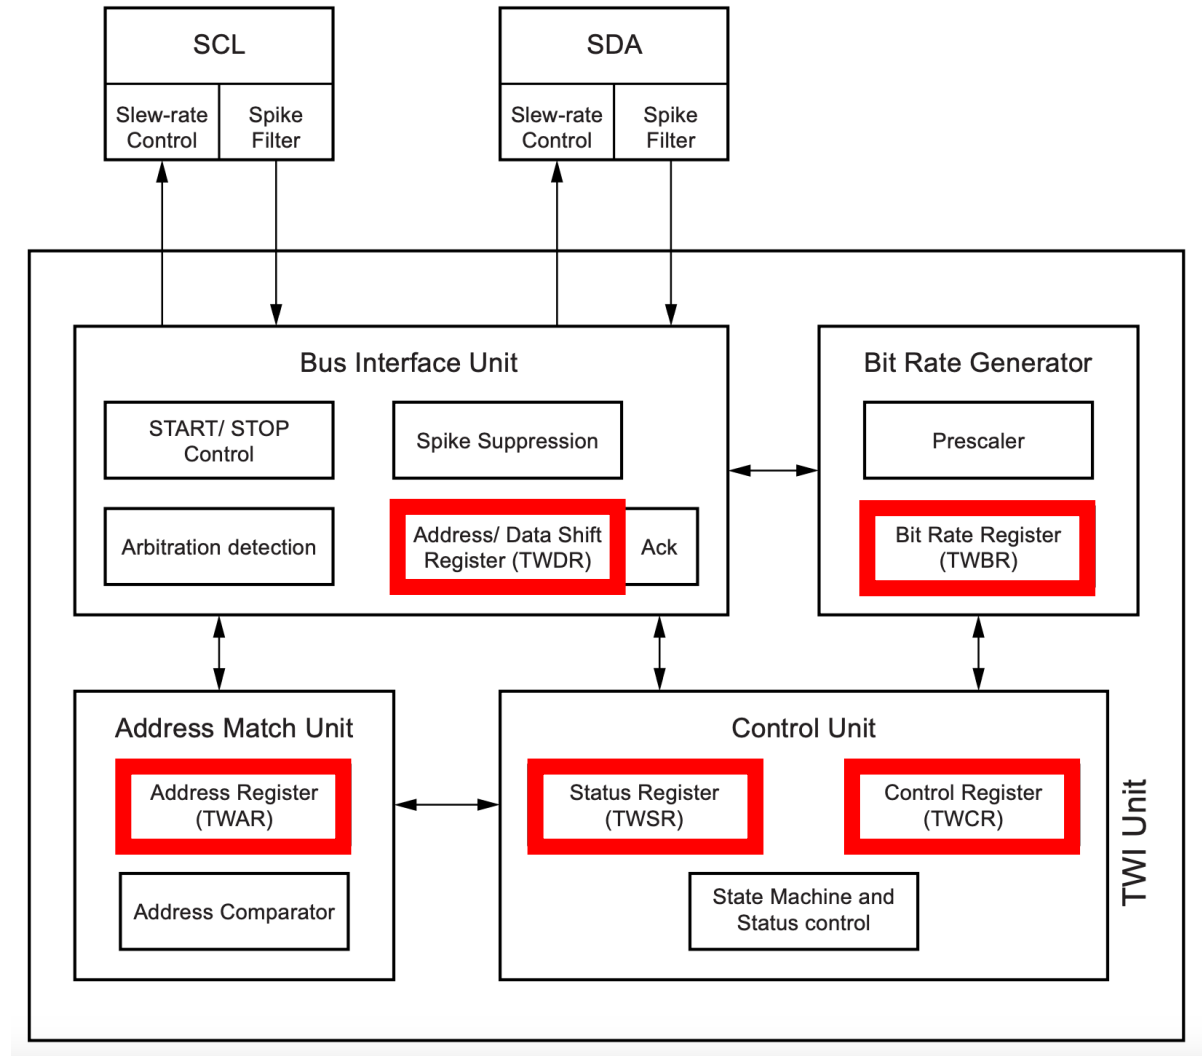 SCL
SDA
Slew-rate
Control
Spike
Filter
Slew-rate
Control
Spike
Filter
Bus Interface Unit
START/ STOP
Control
Spike Suppression
Arbitration detection
Address/ Data Shift
Register (TWDR)
Ack
Bit Rate Generator
Prescaler
Bit Rate Register
(TWBR)
Address Match Unit
Address Register
(TWAR)
Address Comparator
Control Unit
Status Register
(TWSR)
Control Register
(TWCR)
State Machine and
Status control
TWI Unit